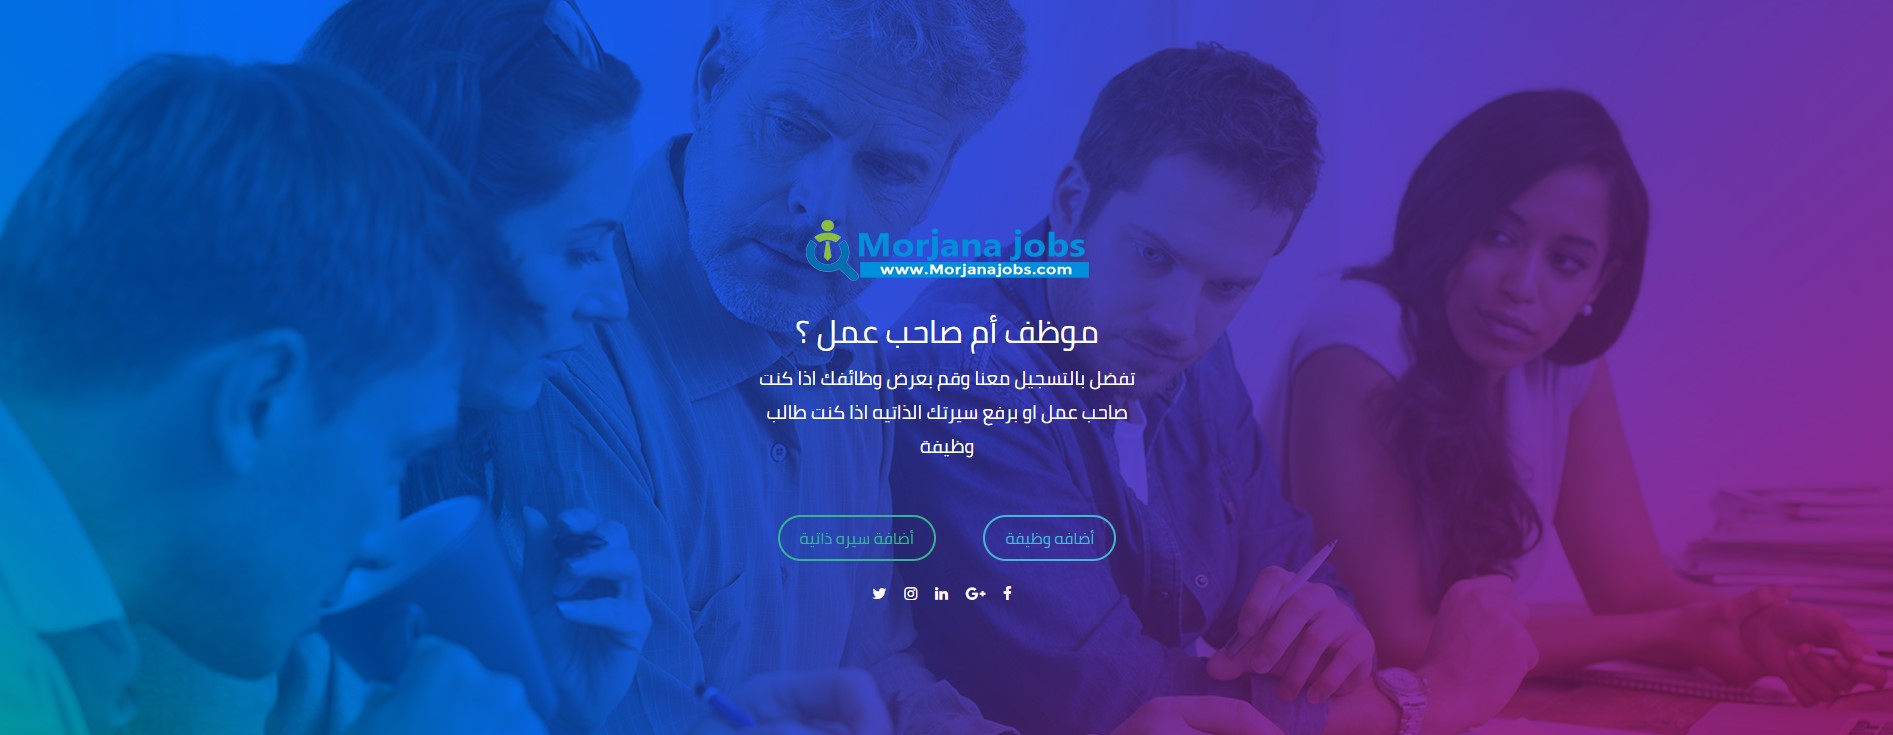 Morjana jobs
www.Morjanajobs.com
موظف أم صاحب عمل ؟
تفضل بالتسجيل معنا وقم بعرض وظائفك اذا كنت
صاحب عمل او برفع سيرتك الذاتيه اذا كنت طالب
وظيفة
أضافه وظيفة
أضافة سيره ذاتية